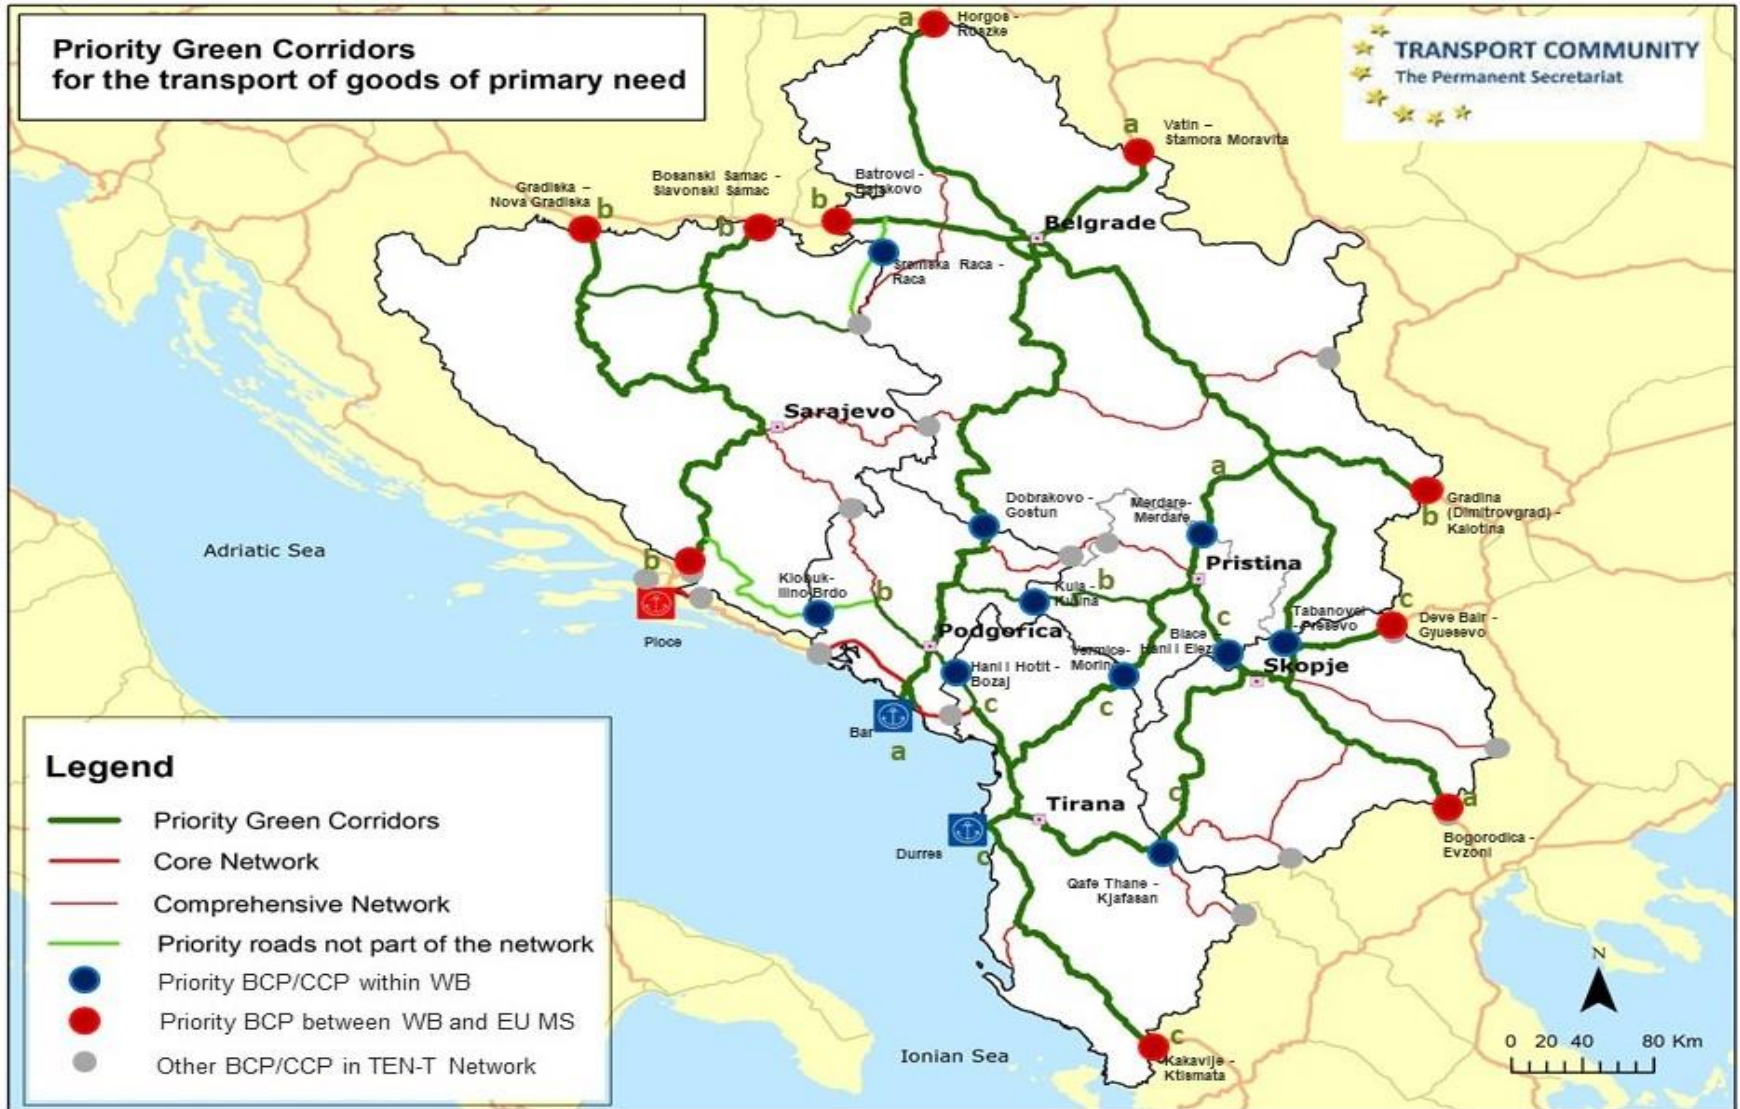 Priority Green Corridors
for the transport of goods of primary need
TRANSPORT COMMUNITY
The Permanent Secretariat
a
Horgos -
Roszke
a
Vatin –
Stamora Moravita
Gradiska –
Nova Gradiska
b
Bosanski Samac -
Slavonski Samac
b
Batrovci -
Bajakovo
b
Belgrade
Sremska Raca -
Raca
Sarajevo
a
Dobrakovo -
Gostun
Merdare-
Merdare
Gradina
(Dimitrovgrad) -
Kalotina
b
Adriatic Sea
b
Ploce
Klobuk-
Ilino Brdo
b
Kula -
Kulina
b
Pristina
c
Tabanovci
- Presevo
c
Deve Bair -
Gyuesevo
Podgorica
Blace -
Hani i Elezit
Vermice-
Morine
Skopje
Hani i Hotit -
Bozaj
c
c
Bar
a
Tirana
c
a
Bogorodica -
Evzoni
Durres
c
Qafe Thane -
Kjafasan
c
Kakavije -
Ktismata
Ionian Sea
Legend
Priority Green Corridors
Core Network
Comprehensive Network
Priority roads not part of the network
Priority BCP/CCP within WB
Priority BCP between WB and EU MS
Other BCP/CCP in TEN-T Network
N
0 20 40 80 Km